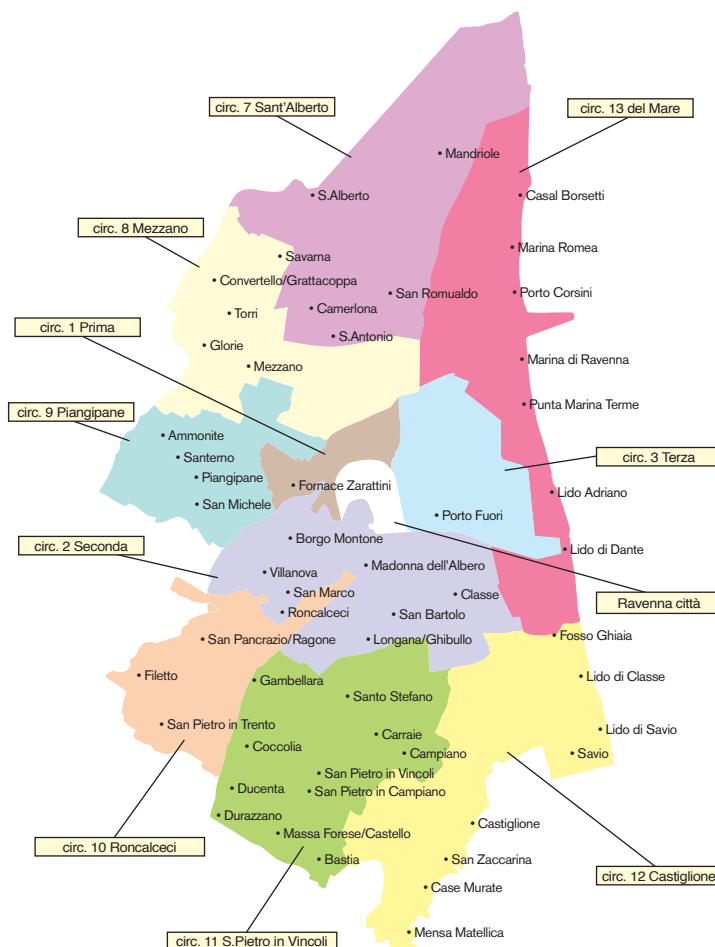 circ. 7 Sant'Alberto
circ. 13 del Mare
• Mandriole
• S.Alberto
• Casal Borsetti
circ. 8 Mezzano
• Savarna
• Marina Romea
• Convertello/Grattacoppa
• San Romualdo
• Porto Corsini
• Camerlona
• Torri
circ. 1 Prima
• S.Antonio
• Glorie
• Marina di Ravenna
• Mezzano
• Punta Marina Terme
circ. 9 Piangipane
• Ammonite
• Santerno
circ. 3 Terza
• Piangipane
• Fornace Zarattini
• Lido Adriano
• San Michele
• Porto Fuori
• Borgo Montone
circ. 2 Seconda
• Lido di Dante
• Madonna dell'Albero
• Villanova
• San Marco
• Classe
Ravenna città
• Roncalceci
• San Bartolo
• San Pancrazio/Ragone
• Longana/Ghibullo
• Fosso Ghiaia
• Filetto
• Gambellara
• Lido di Classe
• Santo Stefano
• San Pietro in Trento
• Lido di Savio
• Carraie
• Coccolia
• Campiano
• Savio
• San Pietro in Vincoli
• Ducenta
• San Pietro in Campiano
• Durazzano
• Castiglione
• Massa Forese/Castello
circ. 10 Roncalceci
• Bastia
• San Zaccarina
circ. 12 Castiglione
• Case Murate
• Mensa Matellica
circ. 11 S.Pietro in Vincoli